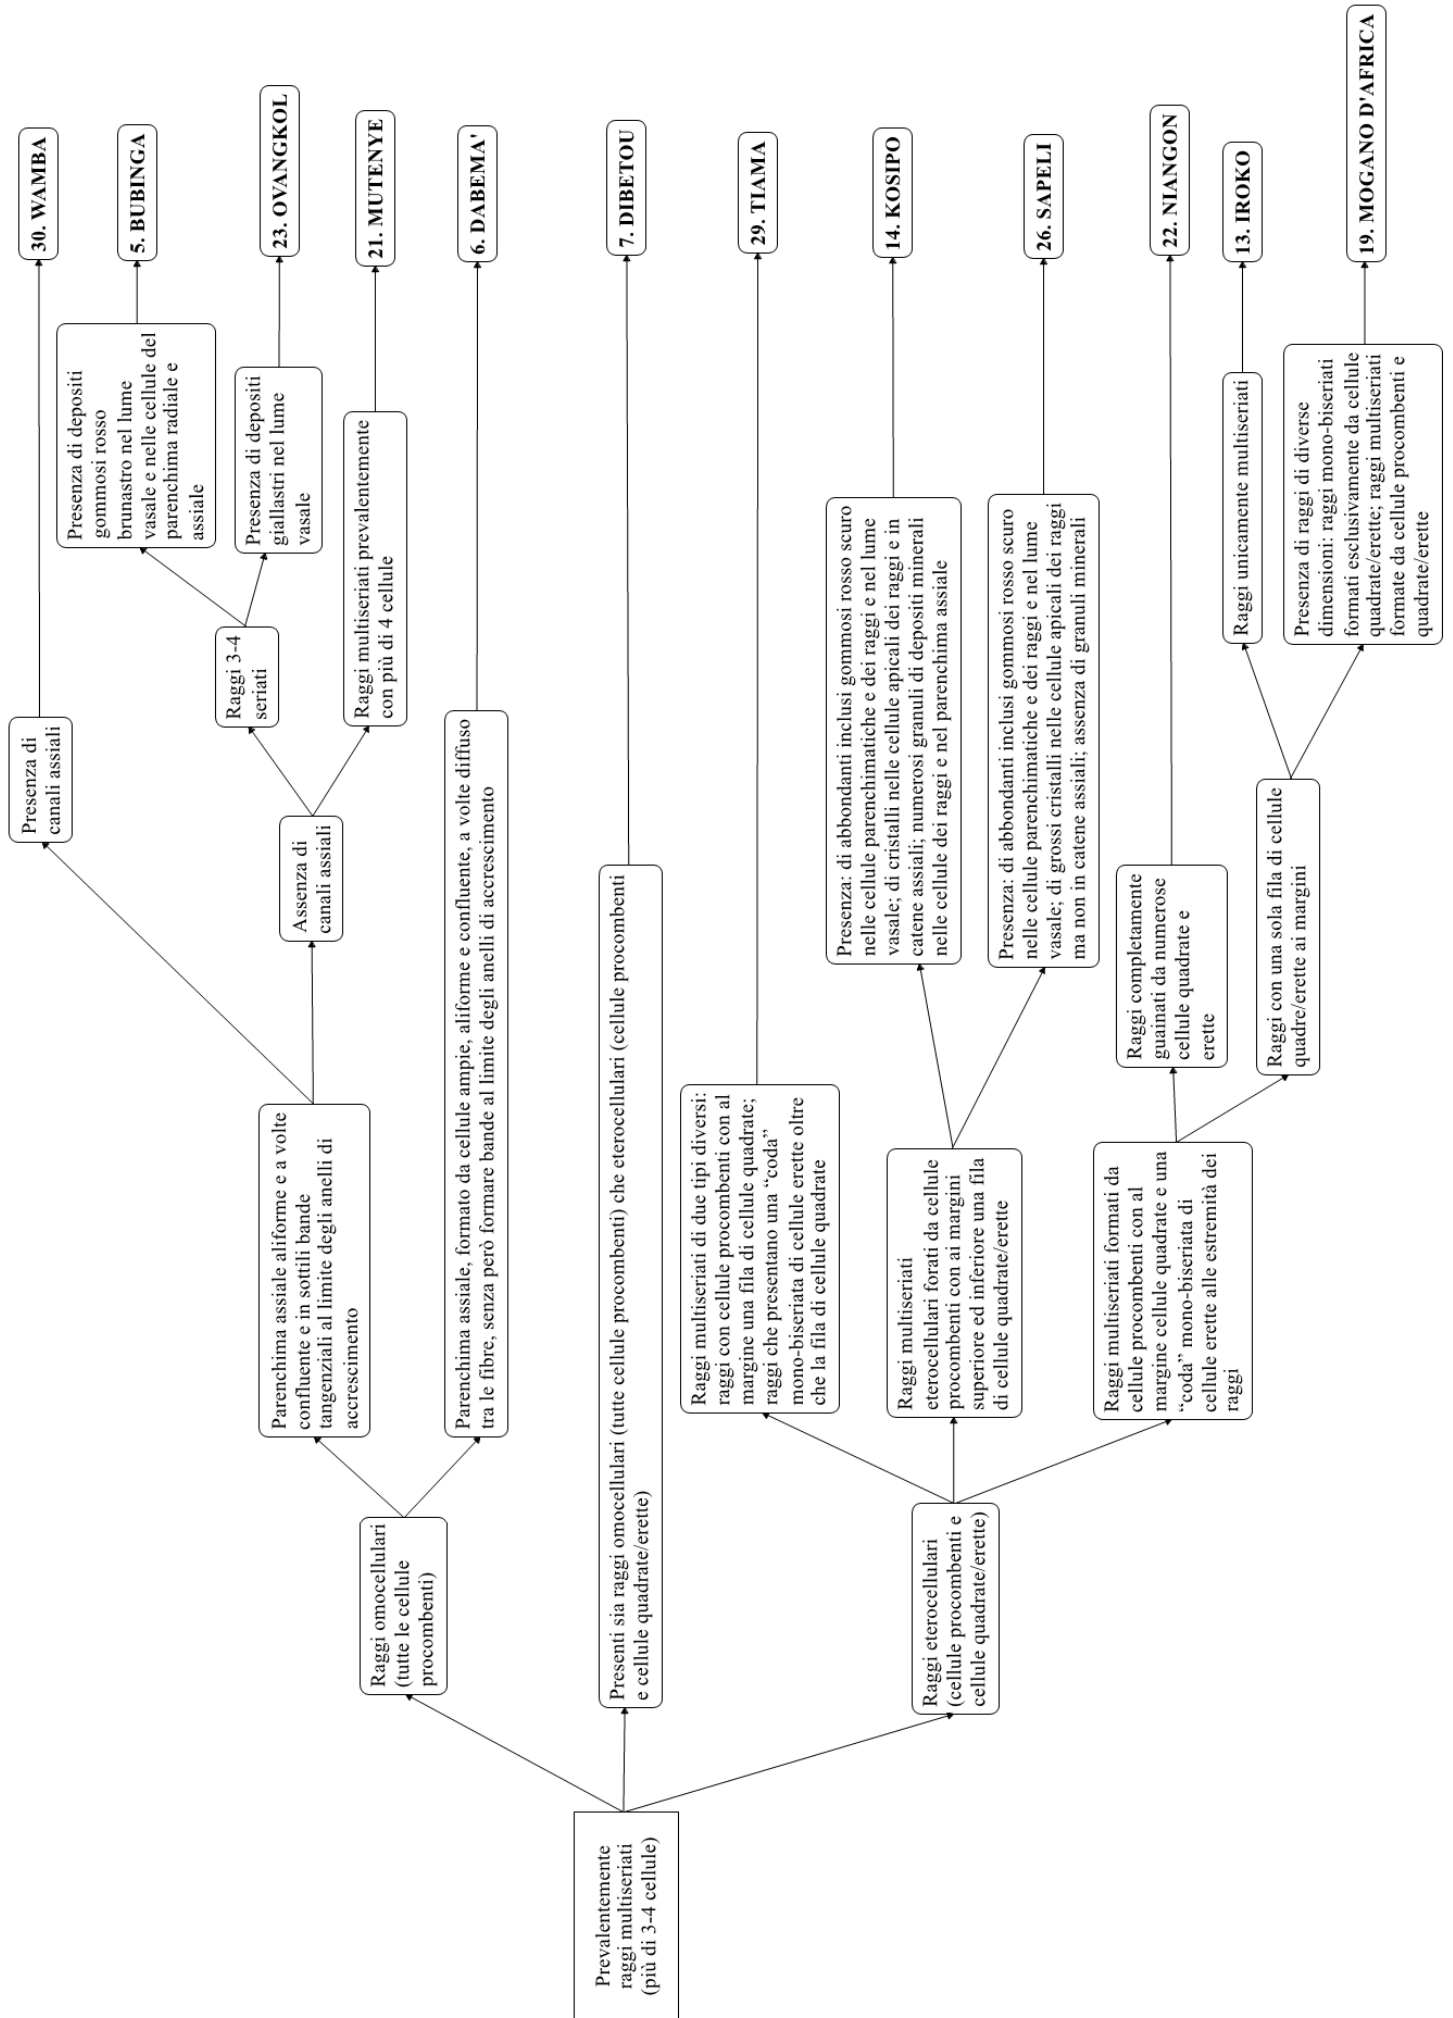 Prevalentemente
raggi multiseriati
(più di 3-4 cellule)
Raggi omocellulari
(tutte le cellule
procombenti)
Parenchima assiale aliforme e a volte
confluente e in sottili bande
tangenziali al limite degli anelli di
accrescimento
Presenza di
canali assiali
30. WAMBA
Assenza di
canali assiali
Raggi 3-4
seriati
Presenza di depositi
gommosi rosso
brunastro nel lume
vasale e nelle cellule del
parenchima radiale e
assiale
5. BUBINGA
Presenza di depositi
giallastri nel lume
vasale
23. OVANGKOL
Raggi multiseriati prevalentemente
con più di 4 cellule
21. MUTENYE
Parenchima assiale, formato da cellule ampie, aliforme e confluente, a volte diffuso
tra le fibre, senza però formare bande al limite degli anelli di accrescimento
6. DABEMA'
Presenti sia raggi omocellulari (tutte cellule procombenti) che eterocellulari (cellule procombenti
e cellule quadrate/erette)
7. DIBETOU
Raggi eterocellulari
(cellule procombenti e
cellule quadrate/erette)
Raggi multiseriati di due tipi diversi:
raggi con cellule procombenti con al
margine una fila di cellule quadrate;
raggi che presentano una “coda”
mono-biseriata di cellule erette oltre
che la fila di cellule quadrate
29. TIAMA
Raggi multiseriati
eterocellulari forati da cellule
procombenti con ai margini
superiore ed inferiore una fila
di cellule quadrate/erette
Presenza: di abbondanti inclusi gommosi rosso scuro
nelle cellule parenchimatiche e dei raggi e nel lume
vasale; di cristalli nelle cellule apicali dei raggi e in
catene assiali; numerosi granuli di depositi minerali
nelle cellule dei raggi e nel parenchima assiale
14. KOSIPO
Presenza: di abbondanti inclusi gommosi rosso scuro
nelle cellule parenchimatiche e dei raggi e nel lume
vasale; di grossi cristalli nelle cellule apicali dei raggi
ma non in catene assiali; assenza di granuli minerali
26. SAPELI
Raggi multiseriati formati da
cellule procombenti con al
margine cellule quadrate e una
“coda” mono-biseriata di
cellule erette alle estremità dei
raggi
Raggi completamente
guainati da numerose
cellule quadrate e
erette
22. NIANGON
Raggi con una sola fila di cellule
quadre/erette ai margini
Raggi unicamente multiseriati
13. IROKO
Presenza di raggi di diverse
dimensioni: raggi mono-biseriati
formati esclusivamente da cellule
quadrate/erette; raggi multiseriati
formate da cellule procombenti e
quadrate/erette
19. MOGANO D'AFRICA